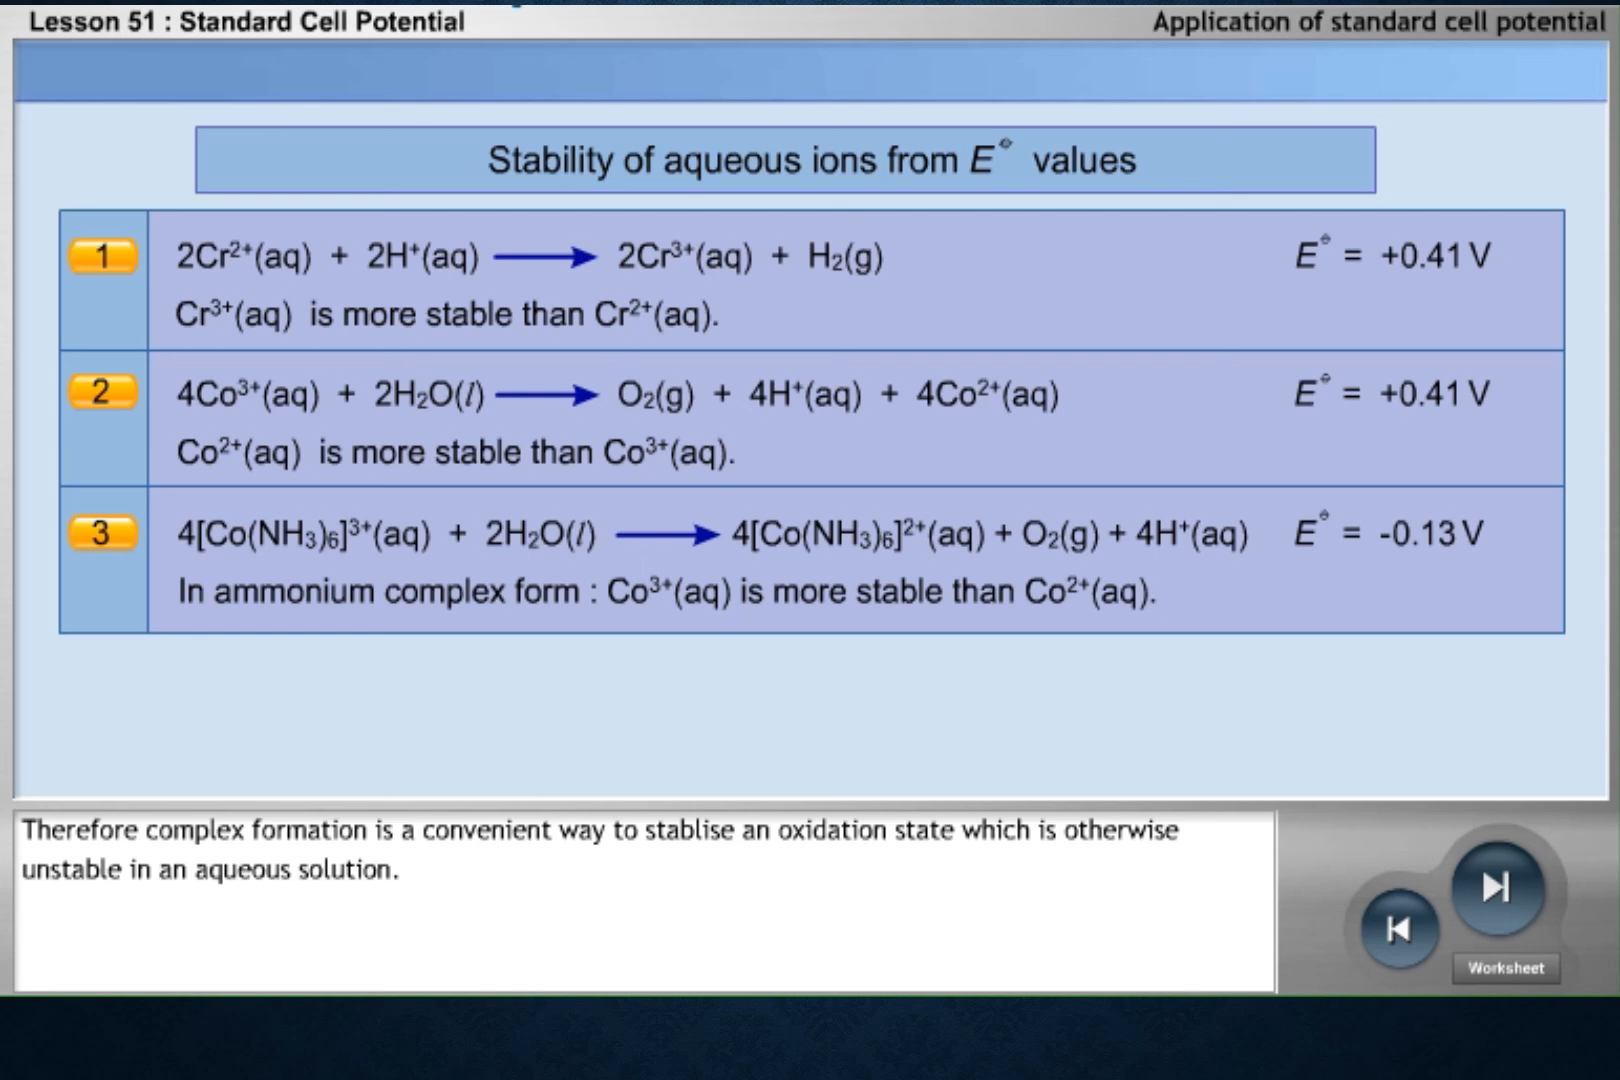 Lesson 51 : Standard Cell Potential
Application of standard cell potential
Stability of aqueous ions from E° values
1
2Cr²⁺(aq) + 2H⁺(aq) ⟶ 2Cr³⁺(aq) + H₂(g) E° = +0.41 V
Cr³⁺(aq) is more stable than Cr²⁺(aq).
2
4Co³⁺(aq) + 2H₂O(l) ⟶ O₂(g) + 4H⁺(aq) + 4Co²⁺(aq) E° = +0.41 V
Co²⁺(aq) is more stable than Co³⁺(aq).
3
4[Co(NH₃)₆]³⁺(aq) + 2H₂O(l) ⟶ 4[Co(NH₃)₆]²⁺(aq) + O₂(g) + 4H⁺(aq) E° = -0.13 V
In ammonium complex form : Co³⁺(aq) is more stable than Co²⁺(aq).
Therefore complex formation is a convenient way to stablise an oxidation state which is otherwise
unstable in an aqueous solution.
Worksheet